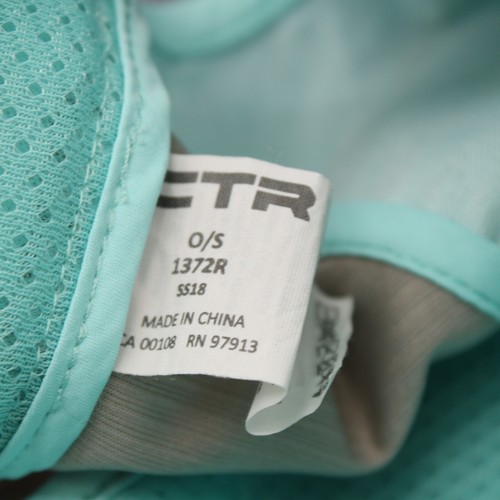 CTR
O/S
1372R
SS18
MADE IN CHINA
CA 00108 RN 97913